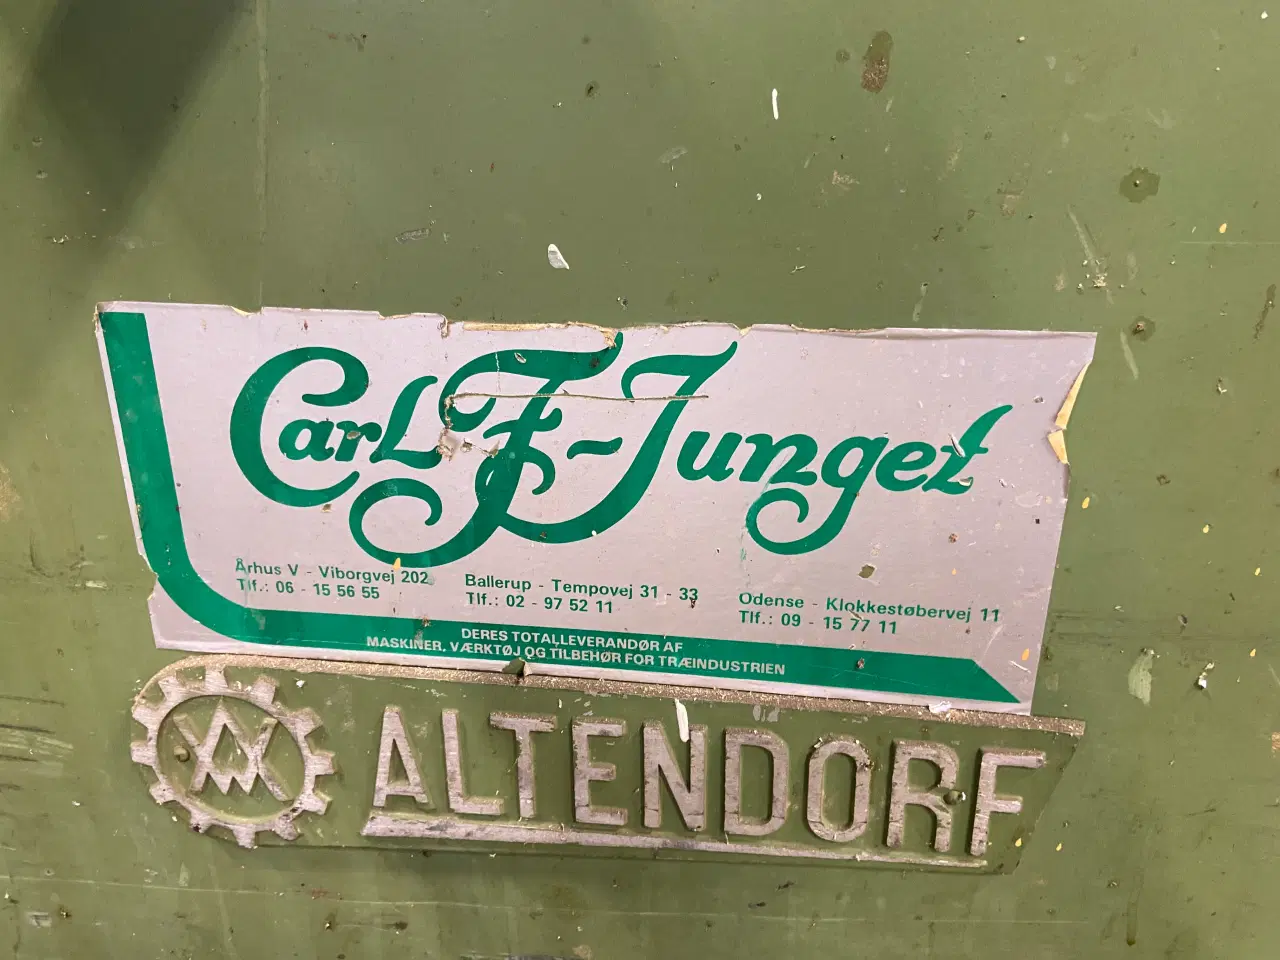 Carl F-Junget
Århus V - Viborgvej 202
Tlf.: 06 - 15 56 55
Ballerup - Tempovej 31 - 33
Tlf.: 02 - 97 52 11
Odense - Klokkestøbervej 11
Tlf.: 09 - 15 77 11
DERES TOTALLEVERANDØR AF
MASKINER, VÆRKTØJ OG TILBEHØR FOR TRÆINDUSTRIEN
ALTENDORF